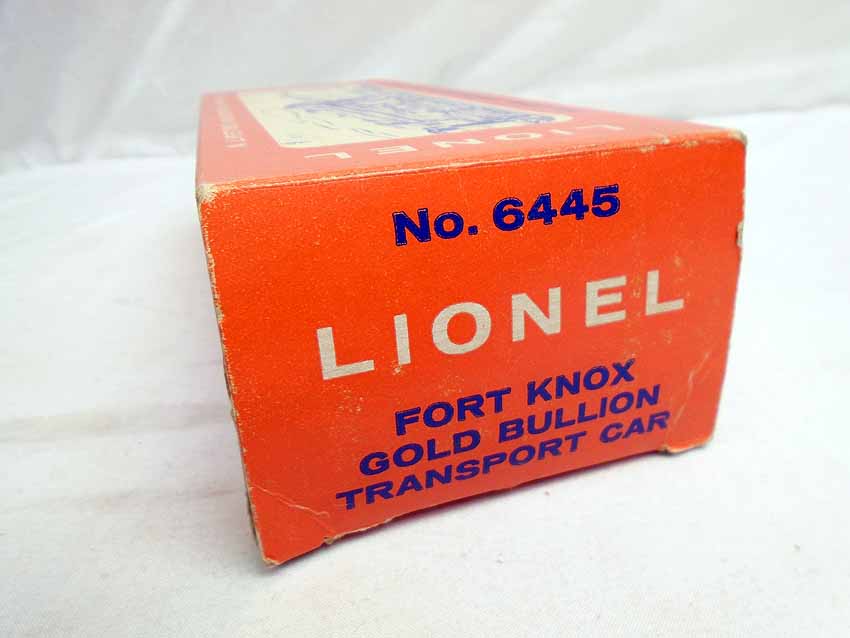 LIONEL
No. 6445
LIONEL
FORT KNOX
GOLD BULLION
TRANSPORT CAR